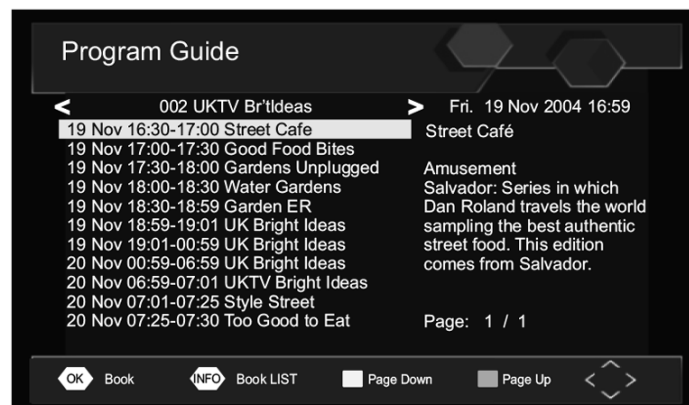 Program Guide
< 002 UKTV Br'tIdeas > Fri. 19 Nov 2004 16:59
19 Nov 16:30-17:00 Street Cafe
19 Nov 17:00-17:30 Good Food Bites
19 Nov 17:30-18:00 Gardens Unplugged
19 Nov 18:00-18:30 Water Gardens
19 Nov 18:30-18:59 Garden ER
19 Nov 18:59-19:01 UK Bright Ideas
19 Nov 19:01-00:59 UK Bright Ideas
20 Nov 00:59-06:59 UK Bright Ideas
20 Nov 06:59-07:01 UKTV Bright Ideas
20 Nov 07:01-07:25 Style Street
20 Nov 07:25-07:30 Too Good to Eat
Street Café
Amusement
Salvador: Series in which
Dan Roland travels the world
sampling the best authentic
street food. This edition
comes from Salvador.
Page: 1 / 1
OK Book INFO Book LIST Page Down Page Up